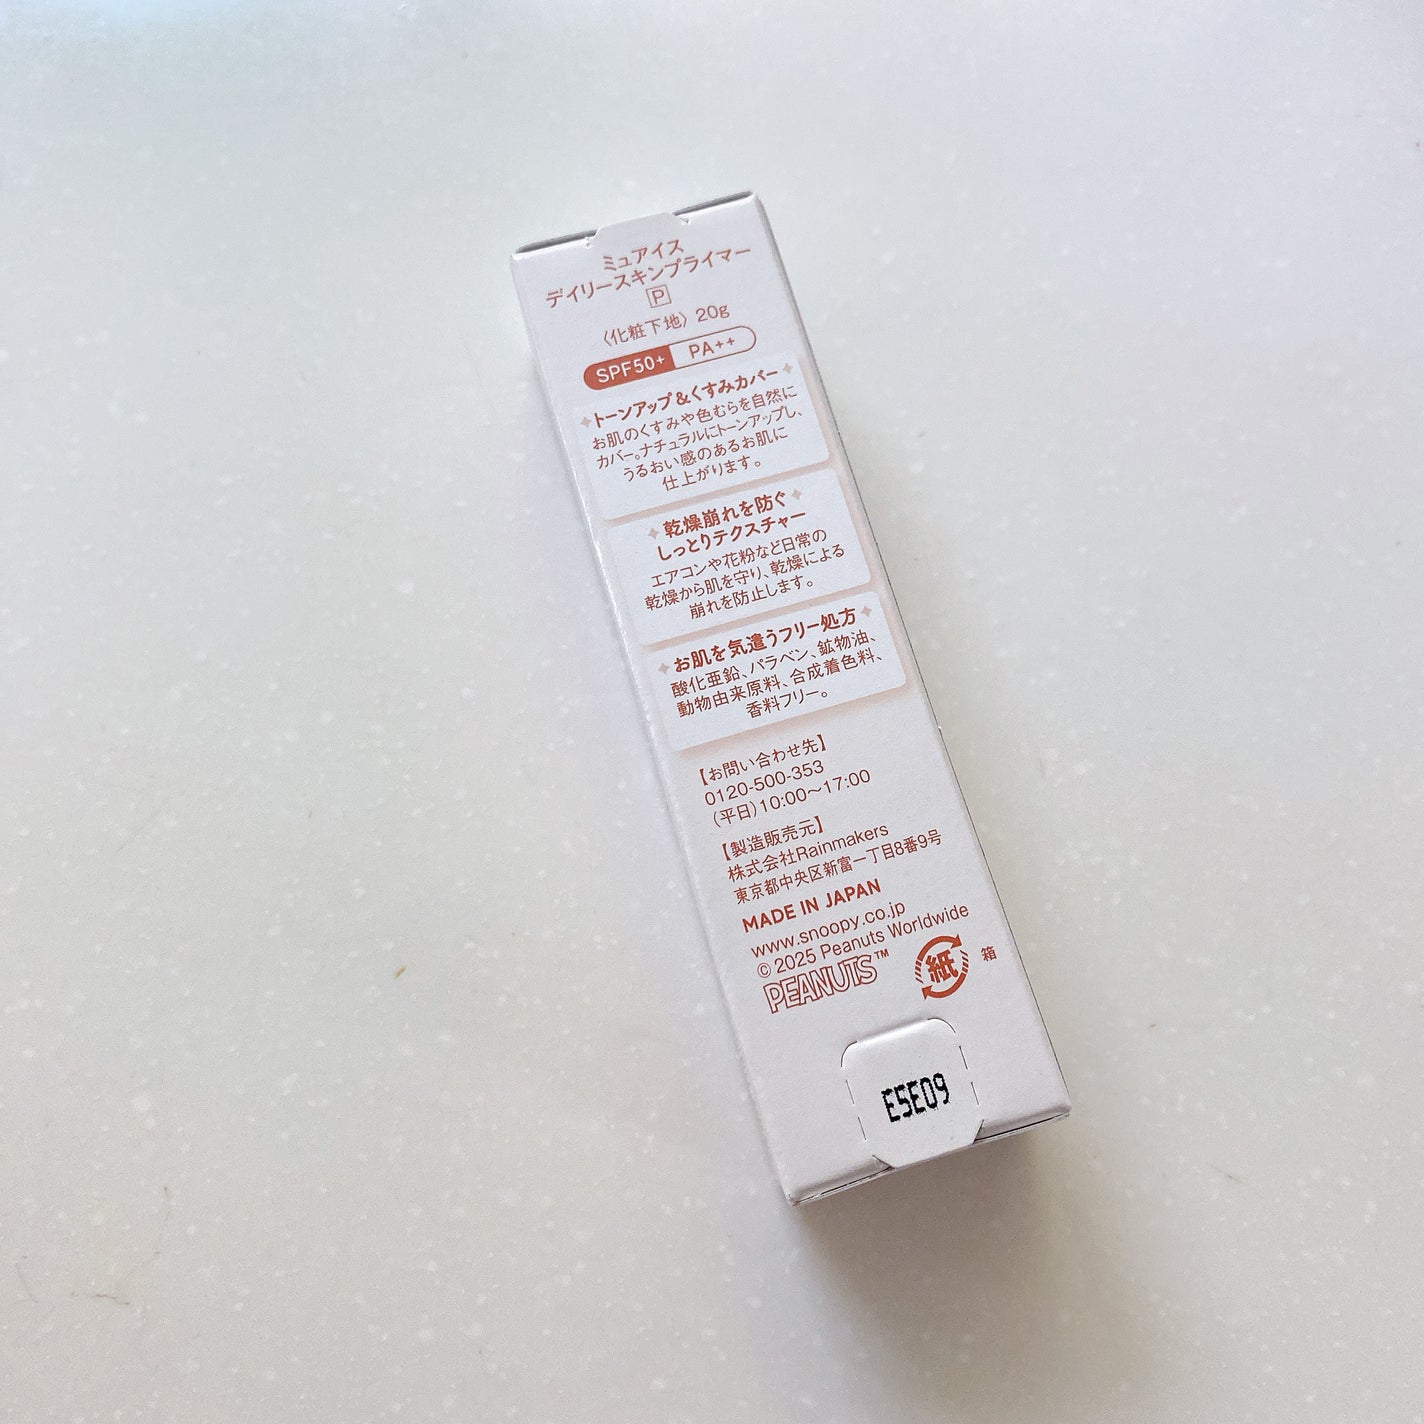 ミュアイス
デイリースキンプライマー
P
〈化粧下地〉 20g
SPF50+ PA++
トーンアップ&くすみカバー
お肌のくすみや色むらを自然に
カバー。ナチュラルにトーンアップし、
うるおい感のあるお肌に
仕上がります。
乾燥崩れを防ぐ
しっとりテクスチャー
エアコンや花粉など日常の
乾燥から肌を守り、乾燥による
崩れを防止します。
お肌を気遣うフリー処方
酸化亜鉛、パラベン、鉱物油、
動物由来原料、合成着色料、
香料フリー。
【お問い合わせ先】
0120-500-353
(平日)10:00〜17:00
【製造販売元】
株式会社Rainmakers
東京都中央区新富一丁目8番9号
MADE IN JAPAN
www.snoopy.co.jp
© 2025 Peanuts Worldwide
PEANUTS™
紙 箱
E5E09